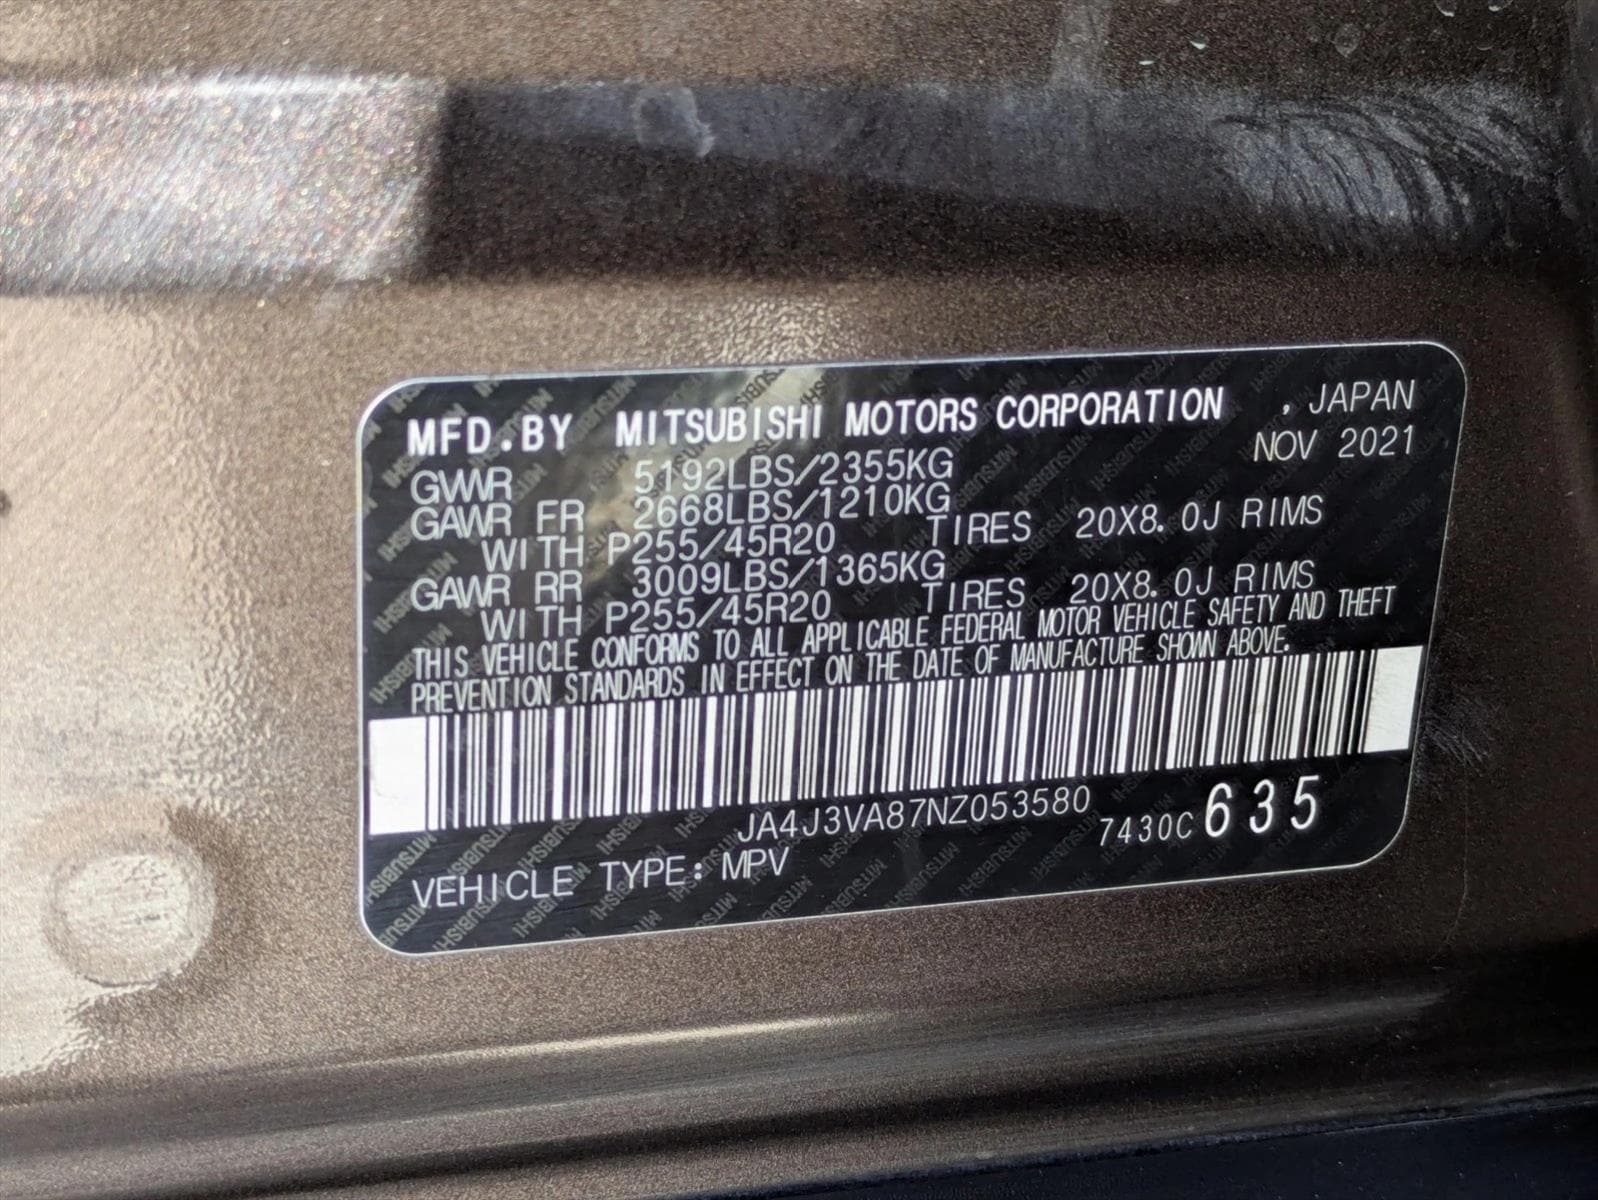 MFD.BY MITSUBISHI MOTORS CORPORATION , JAPAN
NOV 2021
GVWR 5192LBS/2355KG
GAWR FR 2668LBS/1210KG
WITH P255/45R20 TIRES 20X8.0J RIMS
GAWR RR 3009LBS/1365KG
WITH P255/45R20 TIRES 20X8.0J RIMS
THIS VEHICLE CONFORMS TO ALL APPLICABLE FEDERAL MOTOR VEHICLE SAFETY AND THEFT
PREVENTION STANDARDS IN EFFECT ON THE DATE OF MANUFACTURE SHOWN ABOVE.
JA4J3VA87NZ053580
7430C 635
VEHICLE TYPE: MPV